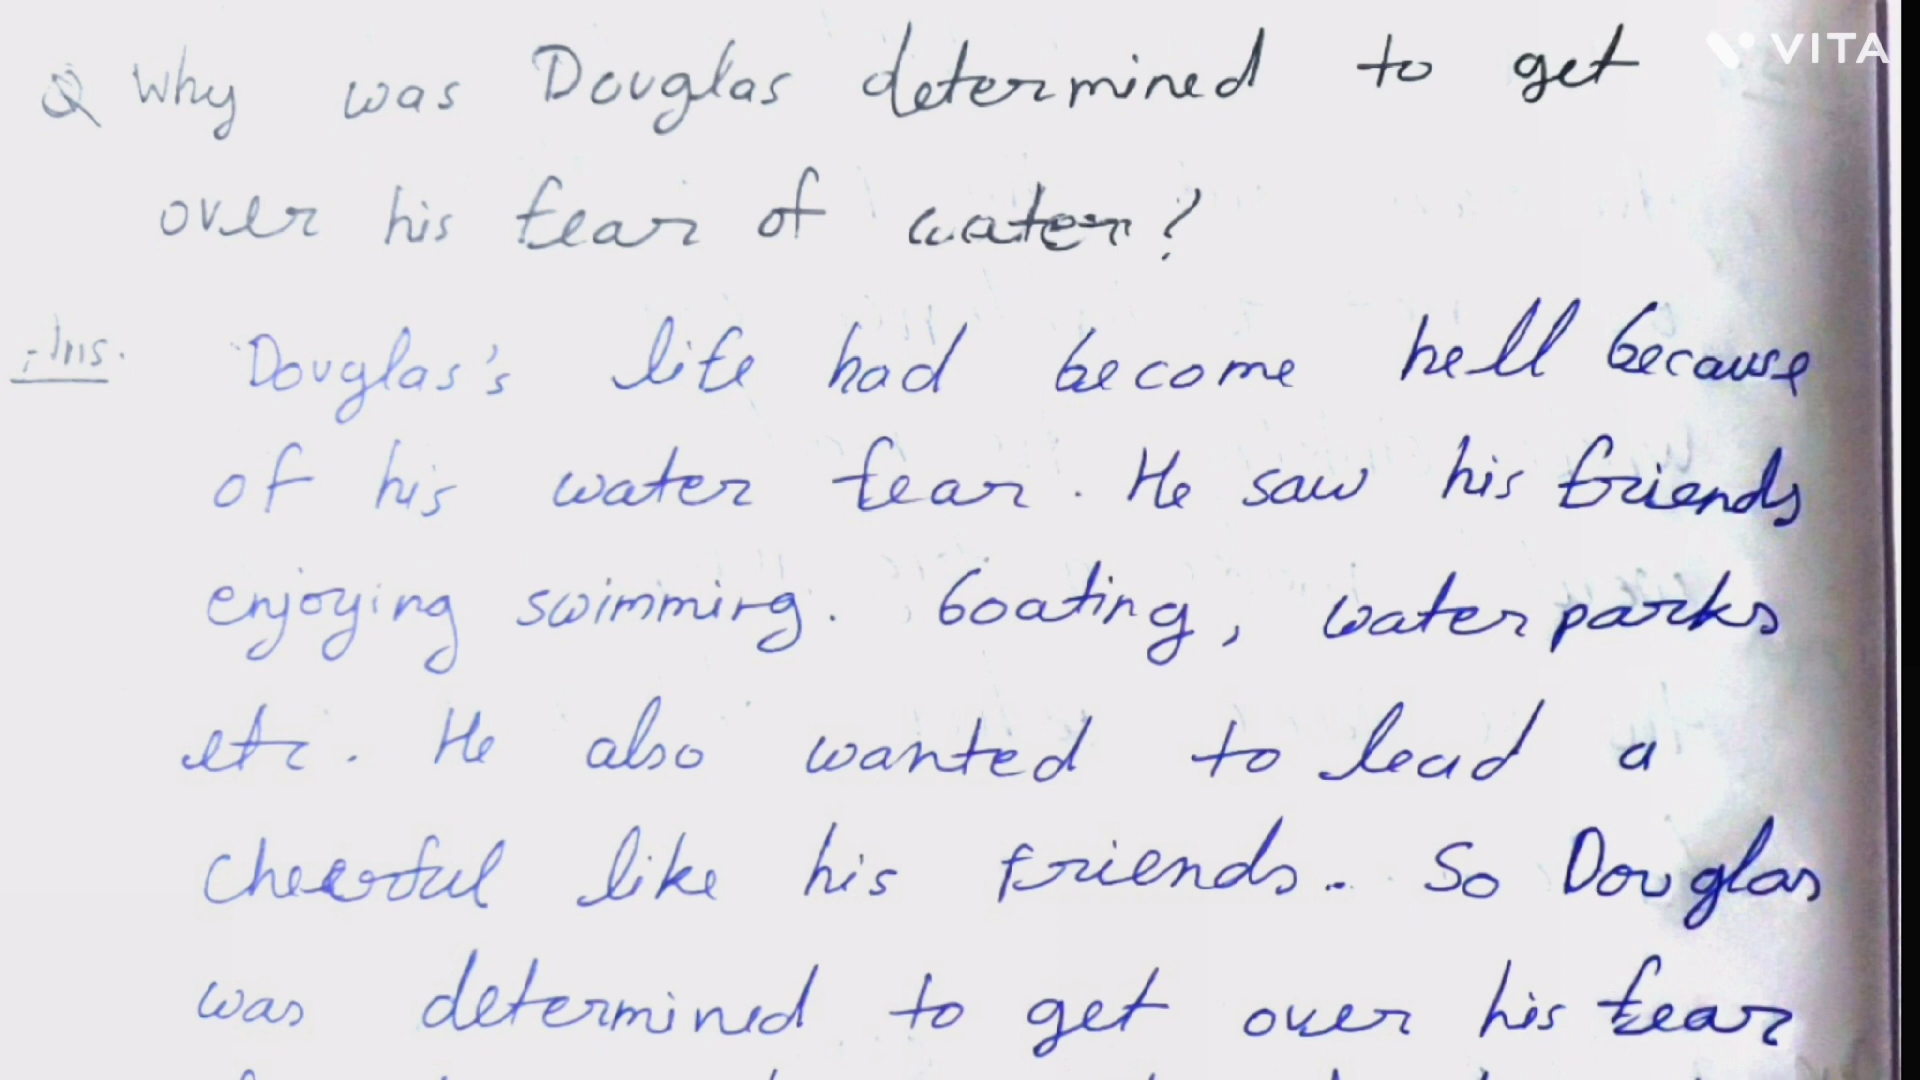 VITA
Q Why was Douglas determined to get
over his fear of water?
Ans. Douglas's life had become hell because
of his water fear. He saw his friends
enjoying swimming. boating, water parks
etc. He also wanted to lead a
cheerful like his friends. So Douglas
was determined to get over his fear